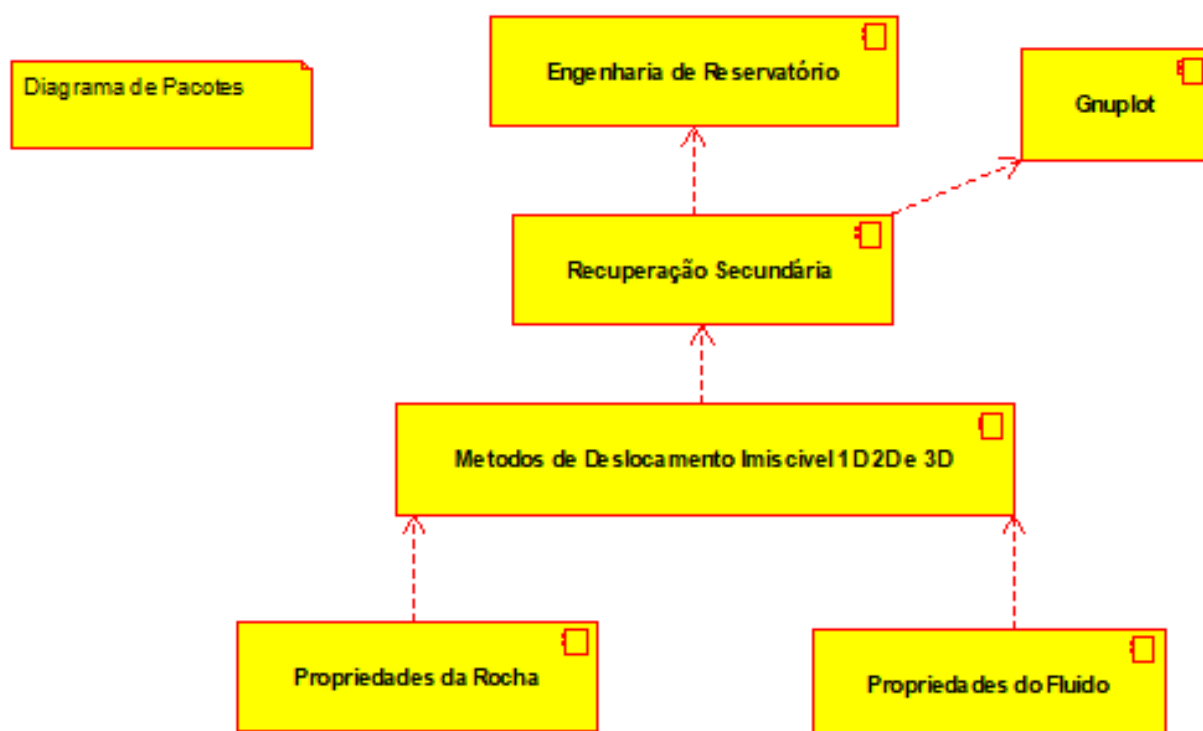 Diagrama de Pacotes
Engenharia de Reservatório
Gnuplot
Recuperação Secundária
Metodos de Deslocamento Imiscivel 1D 2D e 3D
Propriedades da Rocha
Propriedades do Fluido